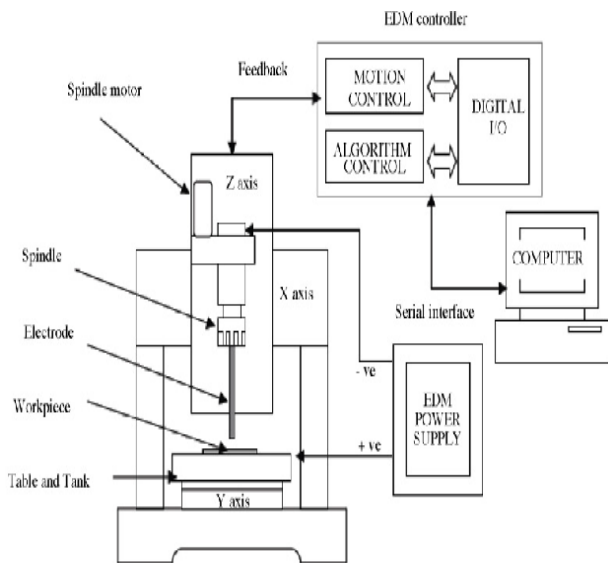 EDM controller
Feedback
MOTION
CONTROL
DIGITAL
I/O
ALGORITHM
CONTROL
Spindle motor
Z axis
Spindle
X axis
COMPUTER
Serial interface
Electrode
- ve
Workpiece
EDM
POWER
SUPPLY
+ ve
Table and Tank
Y axis